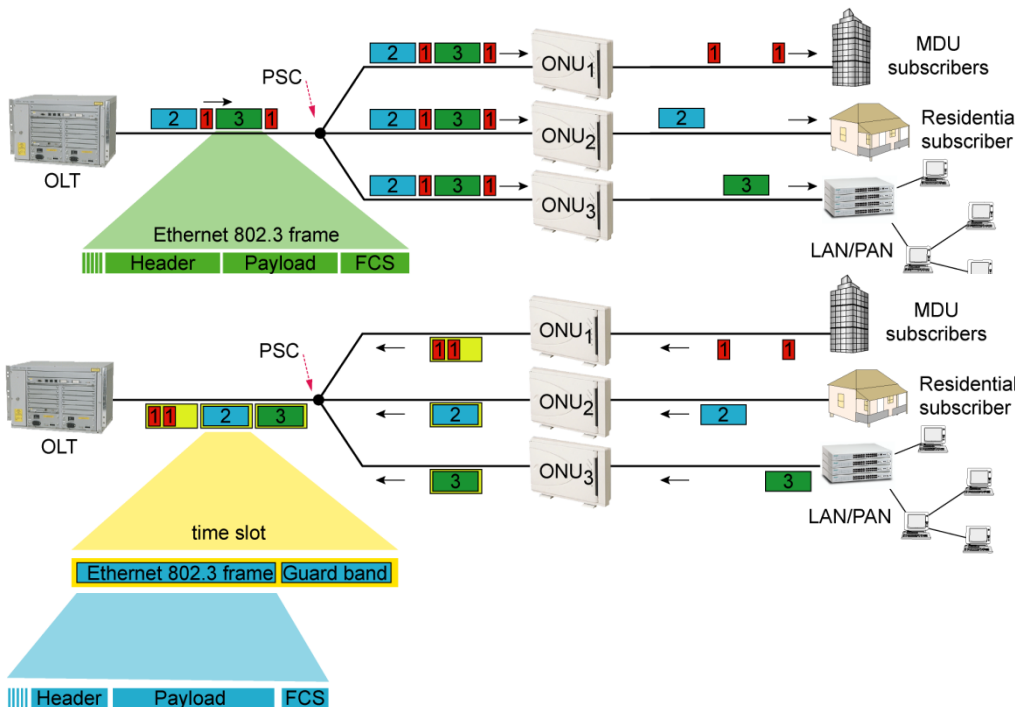 2 1 3 1
ONU1
1 1
MDU
subscribers
PSC
2 1 3 1
OLT
2 1 3 1
ONU2
2
Residential
subscriber
2 1 3 1
ONU3
3
LAN/PAN
Ethernet 802.3 frame
Header Payload FCS
PSC
1 1
ONU1
1 1
MDU
subscribers
OLT
1 1 2 3
2
ONU2
2
Residential
subscriber
3
ONU3
3
LAN/PAN
time slot
Ethernet 802.3 frame Guard band
Header Payload FCS